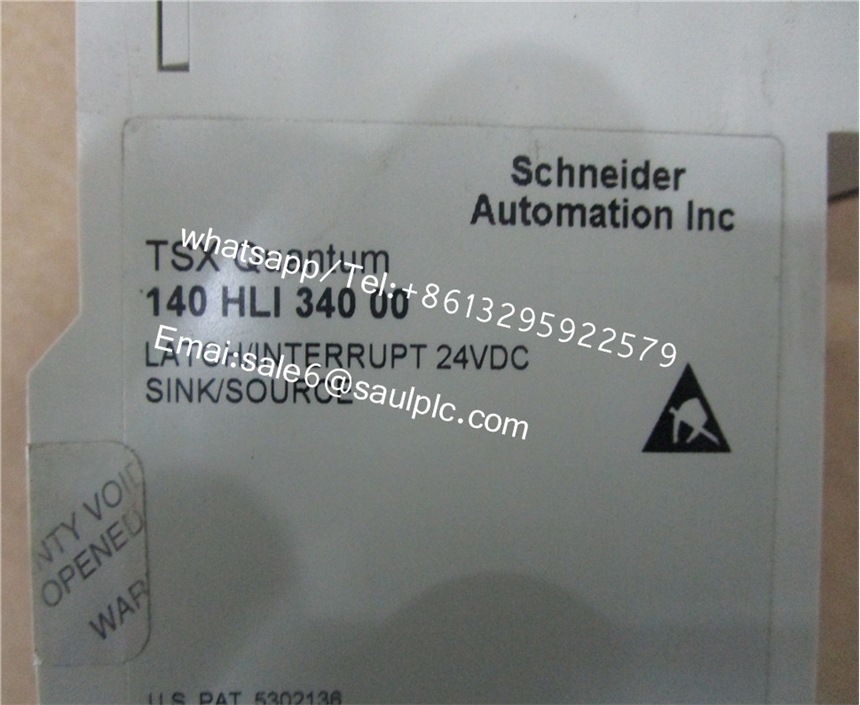 Schneider
Automation Inc
TSX Quantum
140 HLI 340 00
LATCH/INTERRUPT 24VDC
SINK/SOURCE
whatsapp/Tel:+8613295922579
Emai:sale6@saulplc.com
NTY VOID
OPENED
WAR
U.S. PAT. 5302136